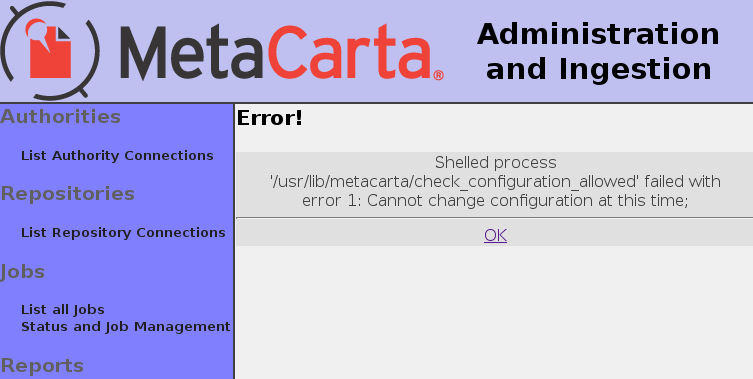 MetaCarta®
Administration
and Ingestion
Authorities
List Authority Connections
Repositories
List Repository Connections
Jobs
List all Jobs
Status and Job Management
Reports
Error!
Shelled process
'/usr/lib/metacarta/check_configuration_allowed' failed with
error 1: Cannot change configuration at this time;
OK